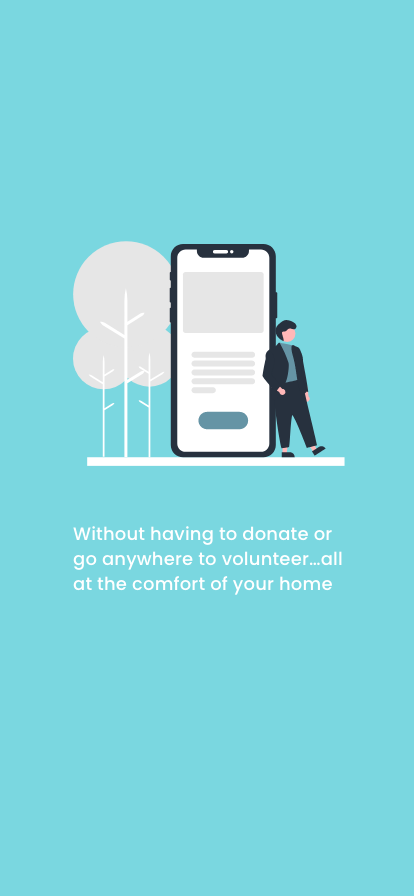 Without having to donate or
go anywhere to volunteer...all
at the comfort of your home